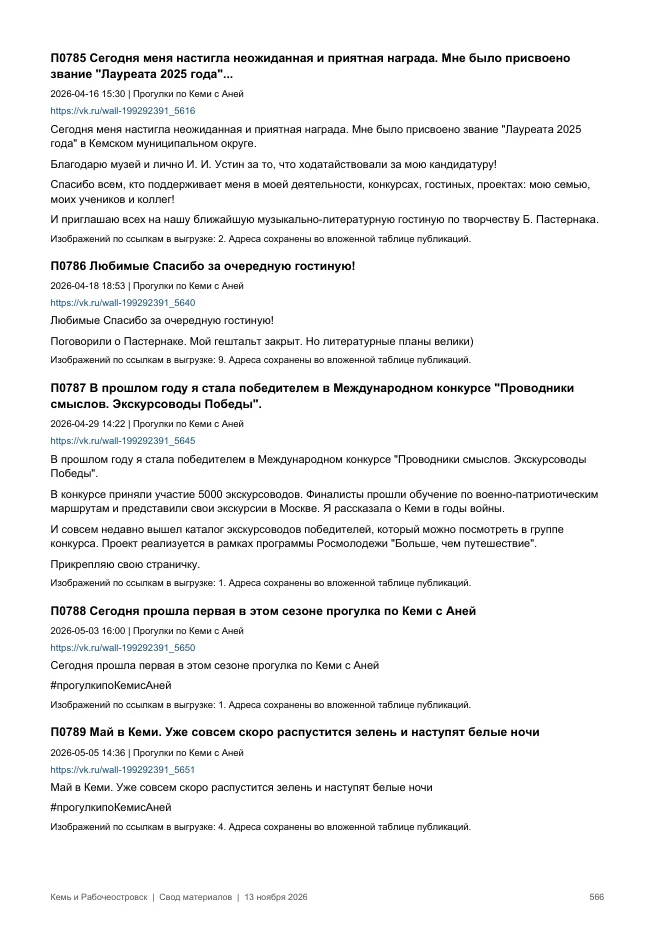 П0785 Сегодня меня настигла неожиданная и приятная награда. Мне было присвоено
звание "Лауреата 2025 года"...
2026-04-16 15:30 | Прогулки по Кеми с Аней
https://vk.ru/wall-199292391_5616
Сегодня меня настигла неожиданная и приятная награда. Мне было присвоено звание "Лауреата 2025
года" в Кемском муниципальном округе.
Благодарю музей и лично И. И. Устин за то, что ходатайствовали за мою кандидатуру!
Спасибо всем, кто поддерживает меня в моей деятельности, конкурсах, гостиных, проектах: мою семью,
моих учеников и коллег!
И приглашаю всех на нашу ближайшую музыкально-литературную гостиную по творчеству Б. Пастернака.
Изображений по ссылкам в выгрузке: 2. Адреса сохранены во вложенной таблице публикаций.
П0786 Любимые Спасибо за очередную гостиную!
2026-04-18 18:53 | Прогулки по Кеми с Аней
https://vk.ru/wall-199292391_5640
Любимые Спасибо за очередную гостиную!
Поговорили о Пастернаке. Мой гештальт закрыт. Но литературные планы велики)
Изображений по ссылкам в выгрузке: 9. Адреса сохранены во вложенной таблице публикаций.
П0787 В прошлом году я стала победителем в Международном конкурсе "Проводники
смыслов. Экскурсоводы Победы".
2026-04-29 14:22 | Прогулки по Кеми с Аней
https://vk.ru/wall-199292391_5645
В прошлом году я стала победителем в Международном конкурсе "Проводники смыслов. Экскурсоводы
Победы".
В конкурсе приняли участие 5000 экскурсоводов. Финалисты прошли обучение по военно-патриотическим
маршрутам и представили свои экскурсии в Москве. Я рассказала о Кеми в годы войны.
И совсем недавно вышел каталог экскурсоводов победителей, который можно посмотреть в группе
конкурса. Проект реализуется в рамках программы Росмолодежи "Больше, чем путешествие".
Прикрепляю свою страничку.
Изображений по ссылкам в выгрузке: 1. Адреса сохранены во вложенной таблице публикаций.
П0788 Сегодня прошла первая в этом сезоне прогулка по Кеми с Аней
2026-05-03 16:00 | Прогулки по Кеми с Аней
https://vk.ru/wall-199292391_5650
Сегодня прошла первая в этом сезоне прогулка по Кеми с Аней
#прогулкипоКемисАней
Изображений по ссылкам в выгрузке: 1. Адреса сохранены во вложенной таблице публикаций.
П0789 Май в Кеми. Уже совсем скоро распустится зелень и наступят белые ночи
2026-05-05 14:36 | Прогулки по Кеми с Аней
https://vk.ru/wall-199292391_5651
Май в Кеми. Уже совсем скоро распустится зелень и наступят белые ночи
#прогулкипоКемисАней
Изображений по ссылкам в выгрузке: 4. Адреса сохранены во вложенной таблице публикаций.
Кемь и Рабочеостровск | Свод материалов | 13 ноября 2026 566